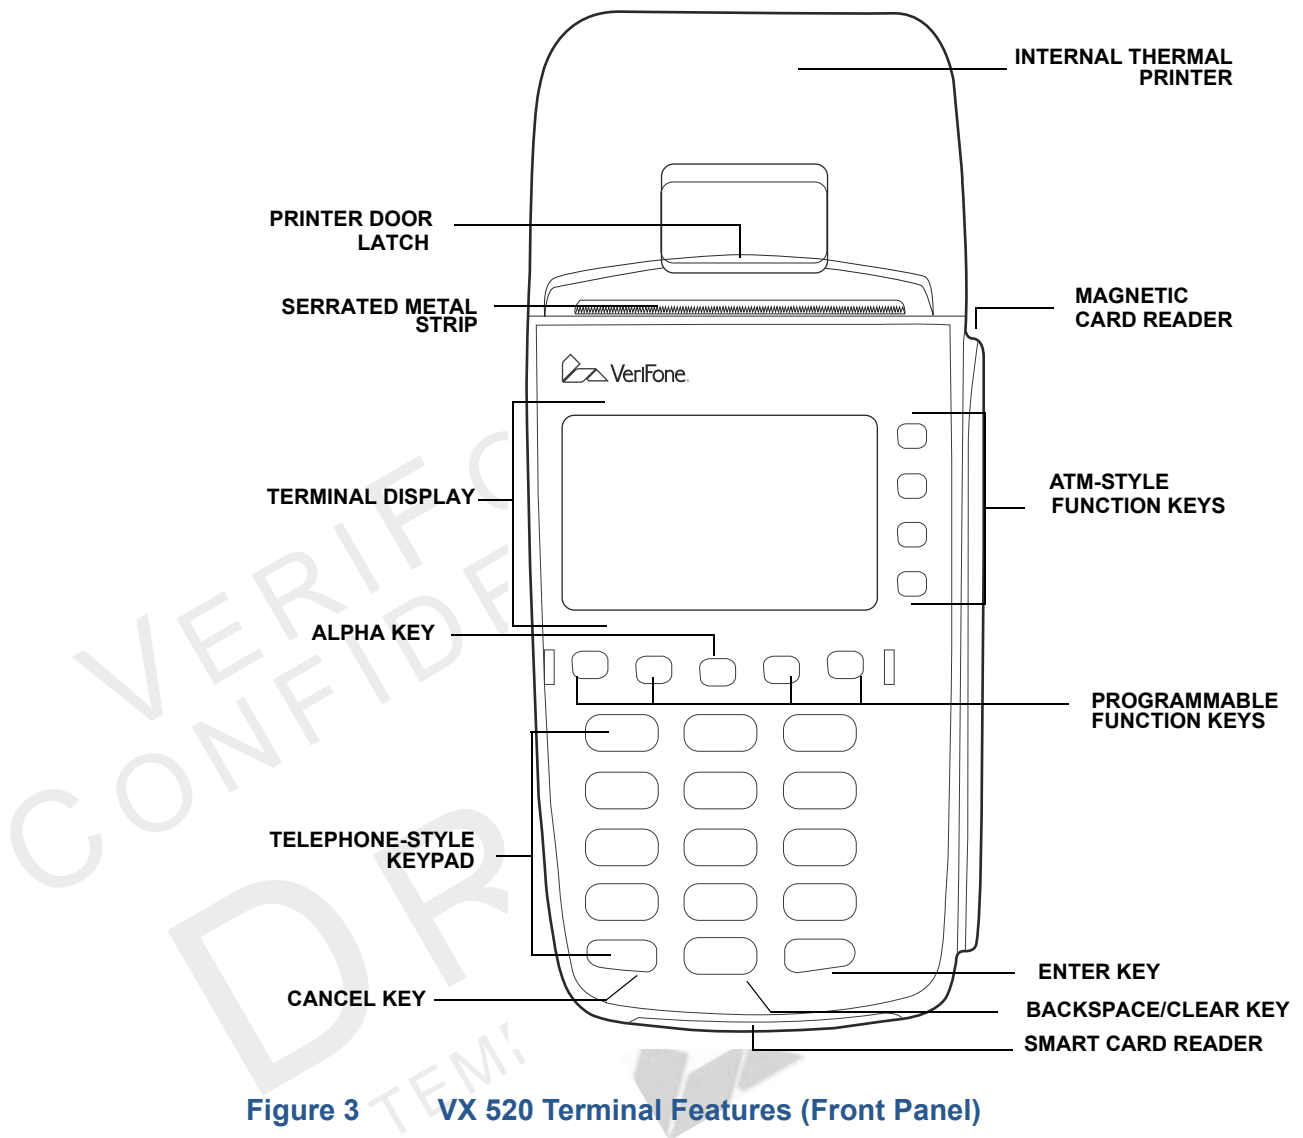 INTERNAL THERMAL
PRINTER
PRINTER DOOR
LATCH
SERRATED METAL
STRIP
MAGNETIC
CARD READER
VeriFone
TERMINAL DISPLAY
ATM-STYLE
FUNCTION KEYS
ALPHA KEY
PROGRAMMABLE
FUNCTION KEYS
TELEPHONE-STYLE
KEYPAD
ENTER KEY
CANCEL KEY
BACKSPACE/CLEAR KEY
SMART CARD READER
Figure 3 VX 520 Terminal Features (Front Panel)